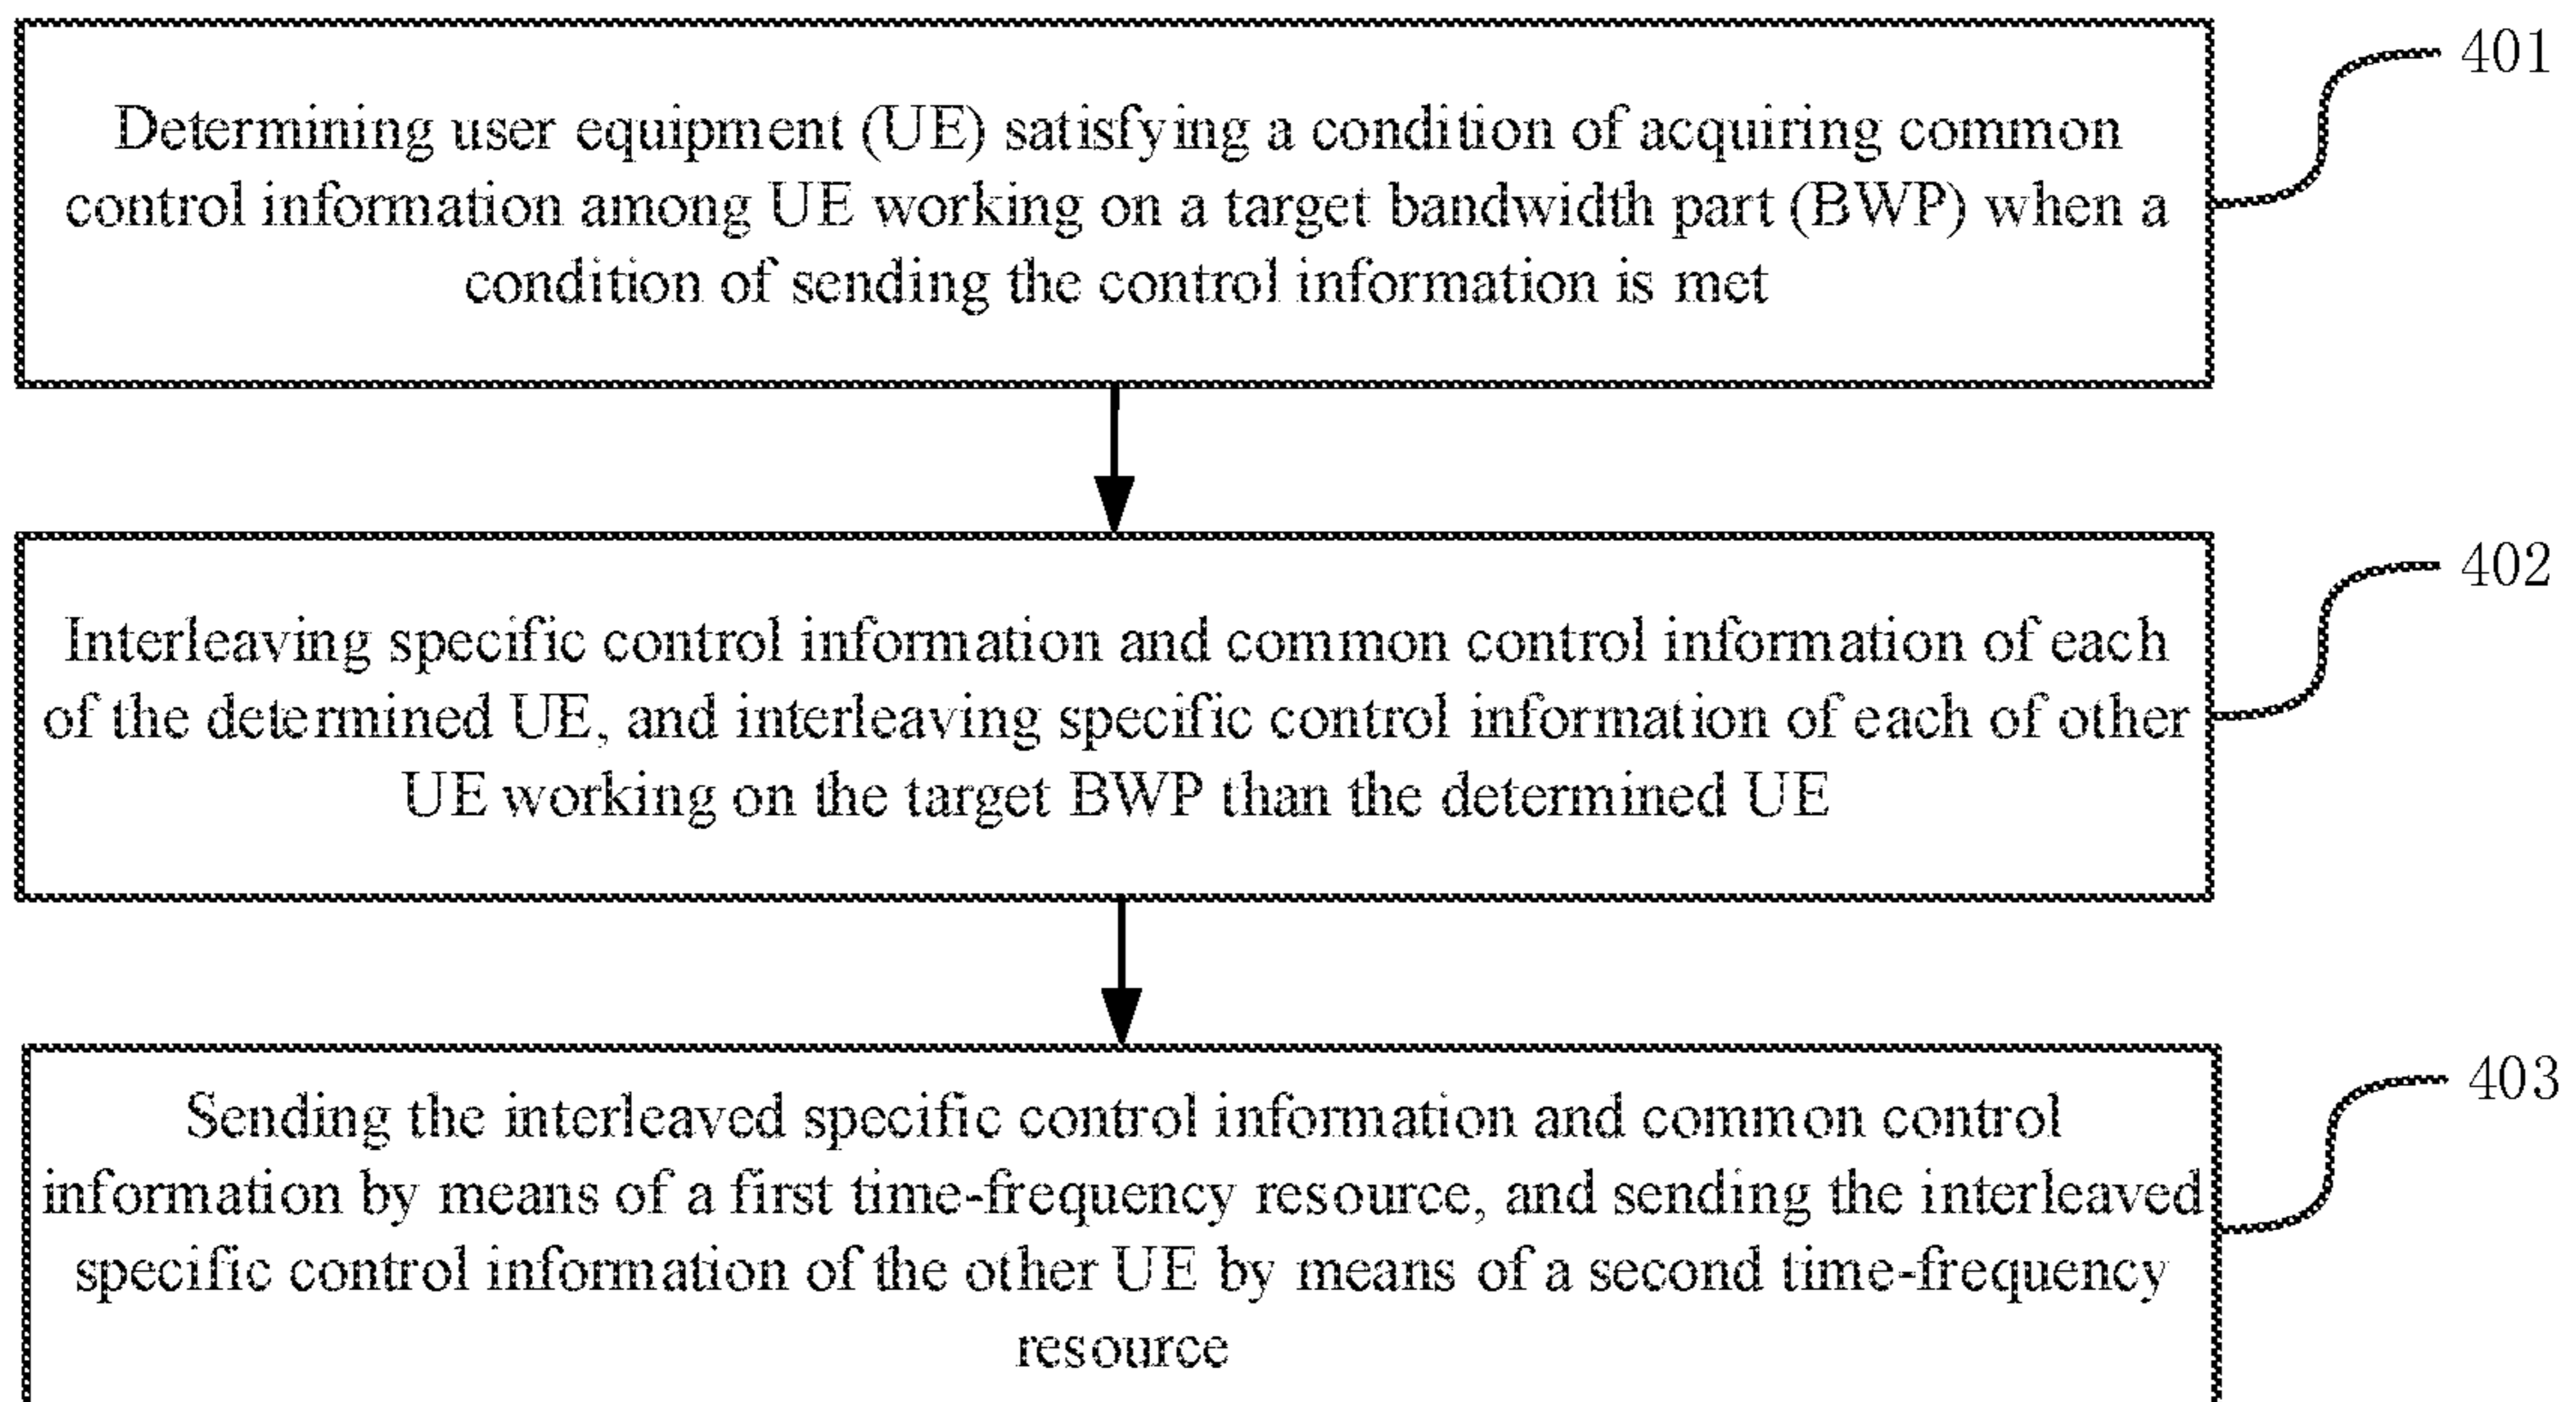 401
Determining user equipment (UE) satisfying a condition of acquiring common
control information among UE working on a target bandwidth part (BWP) when a
condition of sending the control information is met
402
Interleaving specific control information and common control information of each
of the determined UE, and interleaving specific control information of each of other
UE working on the target BWP than the determined UE
403
Sending the interleaved specific control information and common control
information by means of a first time-frequency resource, and sending the interleaved
specific control information of the other UE by means of a second time-frequency
resource